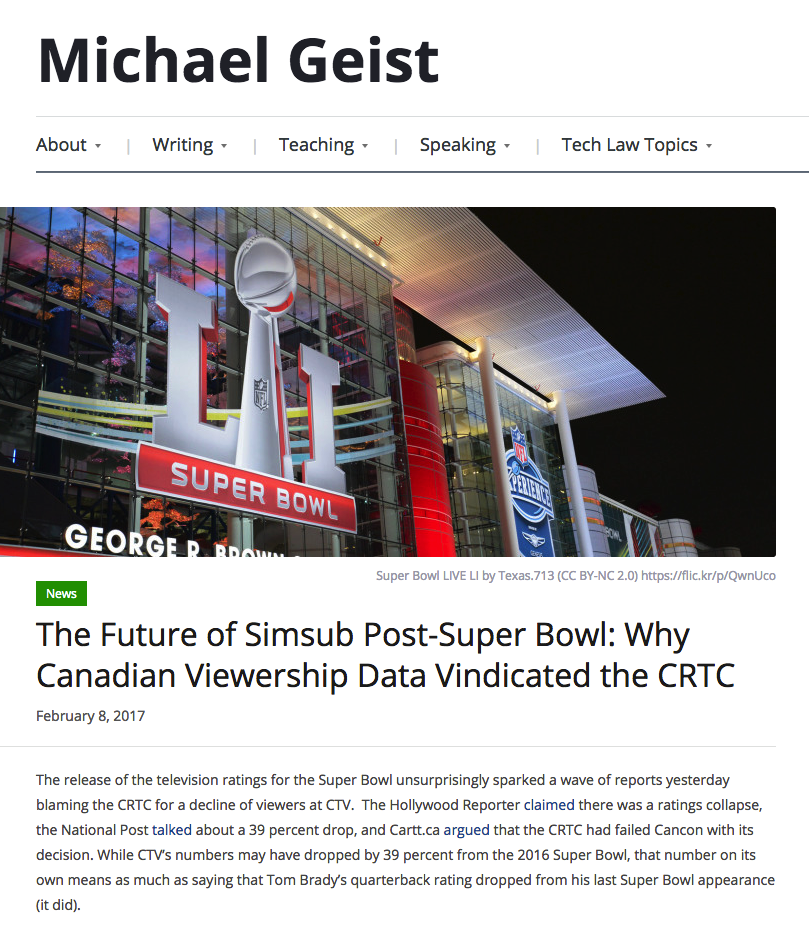 Michael Geist
About | Writing | Teaching | Speaking | Tech Law Topics
LI
NFL
SUPER BOWL
GEORGE R. BROWN
NFL
EXPERIENCE
GENESIS
BOWL
Super Bowl LIVE LI by Texas.713 (CC BY-NC 2.0) https://flic.kr/p/QwnUco
News
The Future of Simsub Post-Super Bowl: Why
Canadian Viewership Data Vindicated the CRTC
February 8, 2017
The release of the television ratings for the Super Bowl unsurprisingly sparked a wave of reports yesterday
blaming the CRTC for a decline of viewers at CTV.  The Hollywood Reporter claimed there was a ratings collapse,
the National Post talked about a 39 percent drop, and Cartt.ca argued that the CRTC had failed Cancon with its
decision. While CTV’s numbers may have dropped by 39 percent from the 2016 Super Bowl, that number on its
own means as much as saying that Tom Brady’s quarterback rating dropped from his last Super Bowl appearance
(it did).